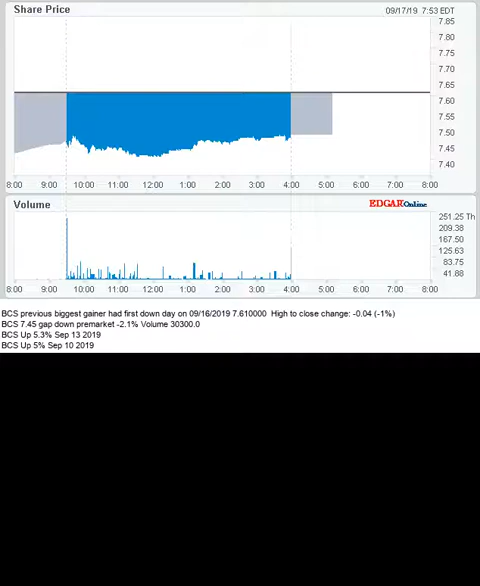 Share Price
09/17/19 7:53 EDT
7.85
7.80
7.75
7.70
7.65
7.60
7.55
7.50
7.45
7.40
8:00 9:00 10:00 11:00 12:00 1:00 2:00 3:00 4:00 5:00 6:00 7:00 8:00
Volume
EDGAROnline
251.25 Th
209.38
167.50
125.63
83.75
41.88
8:00 9:00 10:00 11:00 12:00 1:00 2:00 3:00 4:00 5:00 6:00 7:00 8:00
BCS previous biggest gainer had first down day on 09/16/2019 7.610000 High to close change: -0.04 (-1%)
BCS 7.45 gap down premarket -2.1% Volume 30300.0
BCS Up 5.3% Sep 13 2019
BCS Up 5% Sep 10 2019